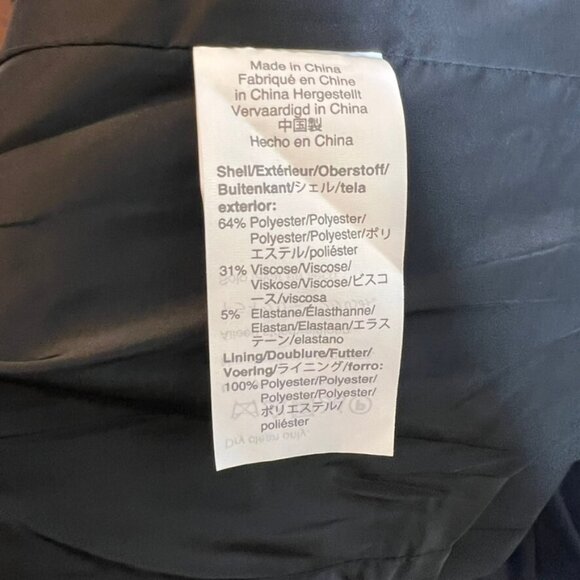 Made in China
Fabriqué en Chine
in China Hergestellt
Vervaardigd in China
中国製
Hecho en China
Shell/Extérieur/Oberstoff/
Buitenkant/シェル/tela
exterior:
64% Polyester/Polyester/
Polyester/Polyester/ポリ
エステル/poliéster
31% Viscose/Viscose/
Viskose/Viscose/ビスコ
ース/viscosa
5% Elastane/Élasthanne/
Elastan/Elastaan/エラス
テーン/elastano
Lining/Doublure/Futter/
Voering/ライニング/forro:
100% Polyester/Polyester/
Polyester/Polyester/
ポリエステル/
poliéster
Dry clean only